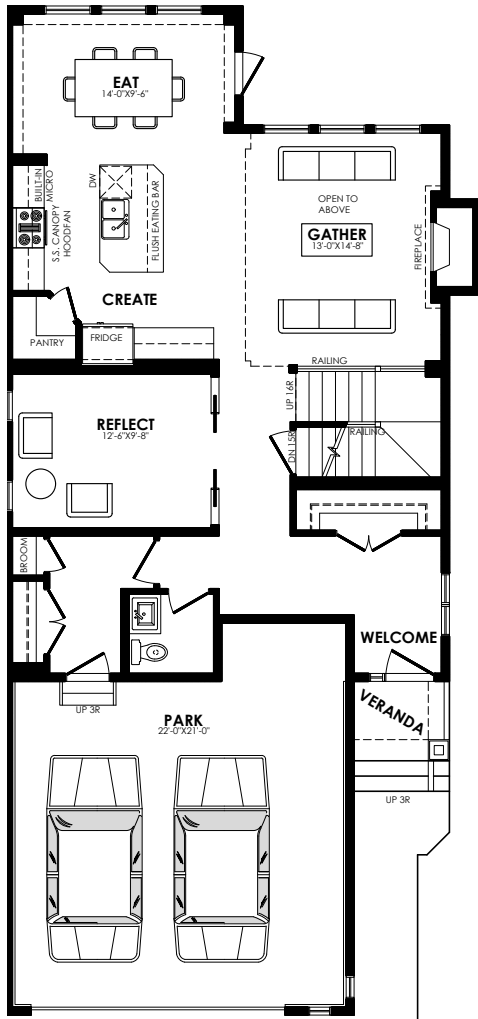 EAT
14'-0"X9'-6"
BUILT-IN
MICRO
S.S. CANOPY
HOODFAN
DW
FLUSH EATING BAR
OPEN TO
ABOVE
GATHER
13'-0"X14'-8"
FIREPLACE
CREATE
PANTRY
FRIDGE
RAILING
UP 16R
REFLECT
12'-6"X9'-8"
RAILING
DN 15R
BROOM
WELCOME
VERANDA
UP 3R
PARK
22'-0"X21'-0"
UP 3R